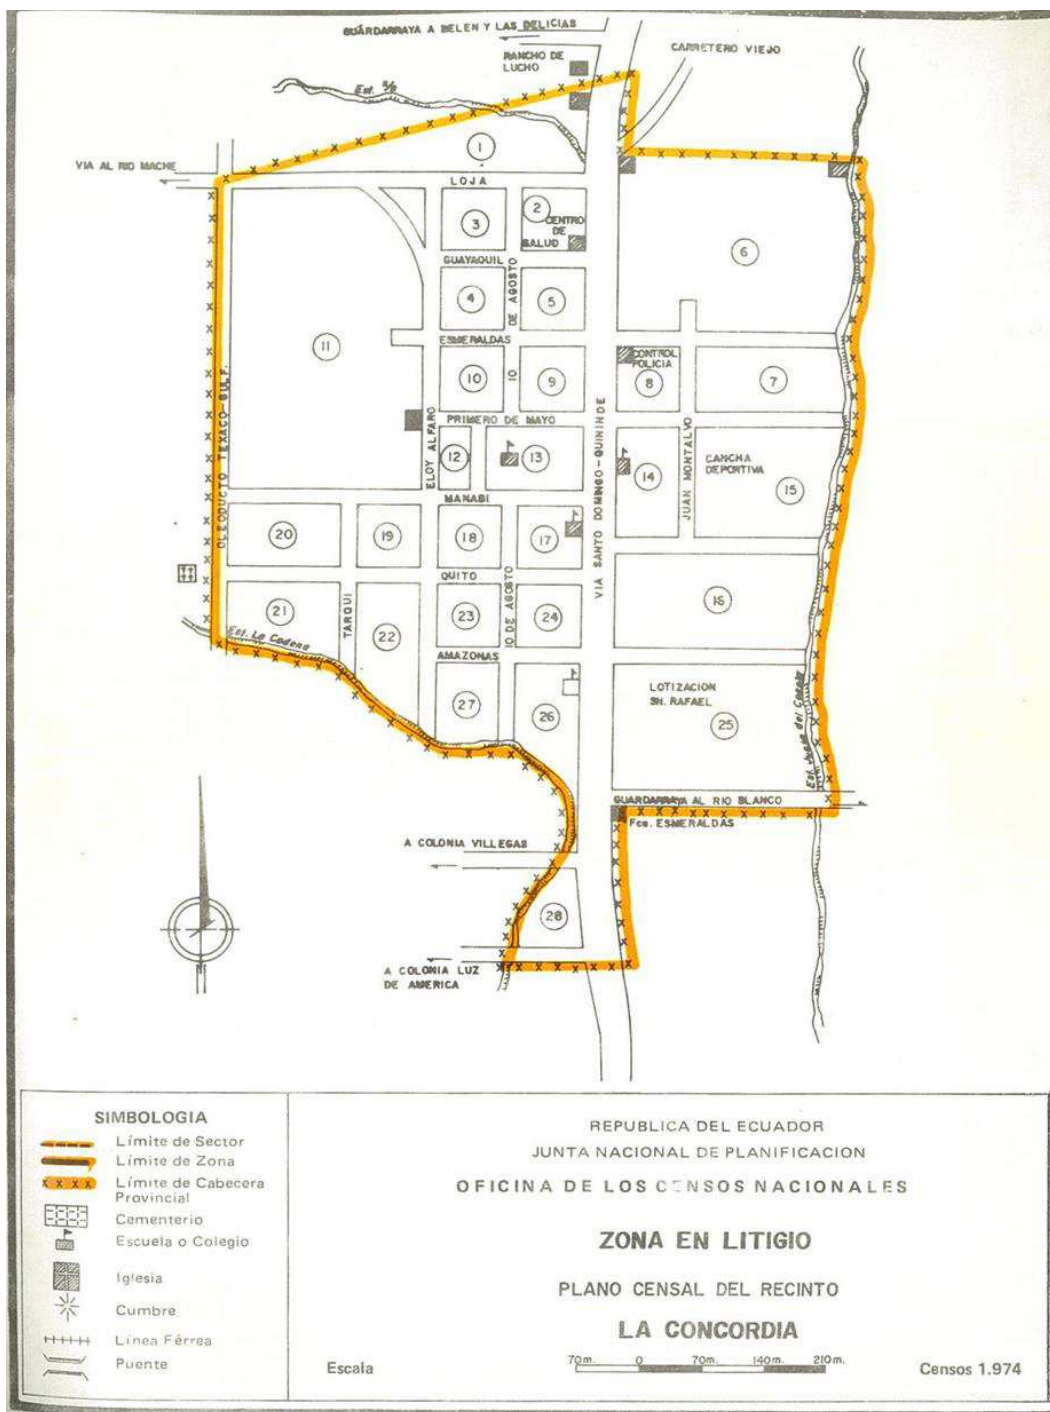 GUARDARRAYA A BELEN Y LAS DELICIAS
RANCHO DE
LUCHO
CARRETERO VIEJO
Est. S/N
1
VIA AL RIO MACHE
LOJA
2
3
CENTRO
DE
SALUD
6
GUAYAQUIL
4
5
10 DE AGOSTO
ESMERALDAS
11
CONTROL
POLICIA
10
9
8
7
OLEODUCTO TEXACO-GULF.
ELOY ALFARO
PRIMERO DE MAYO
VIA SANTO DOMINGO-QUININDE
JUAN MONTALVO
12
13
14
CANCHA
DEPORTIVA
15
MANABI
20
19
18
17
QUITO
TARQUI
10 DE AGOSTO
21
22
23
24
16
Est. La Cadena
AMAZONAS
27
26
LOTIZACION
SN. RAFAEL
25
GUARDARRAYA AL RIO BLANCO
Fca. ESMERALDAS
A COLONIA VILLEGAS
28
A COLONIA LUZ
DE AMERICA
SIMBOLOGIA
Límite de Sector
Límite de Zona
Límite de Cabecera
Provincial
Cementerio
Escuela o Colegio
Iglesia
Cumbre
Línea Férrea
Puente
REPUBLICA DEL ECUADOR
JUNTA NACIONAL DE PLANIFICACION
OFICINA DE LOS CENSOS NACIONALES
ZONA EN LITIGIO
PLANO CENSAL DEL RECINTO
LA CONCORDIA
Escala
70m. 0 70m. 140m. 210m.
Censos 1.974